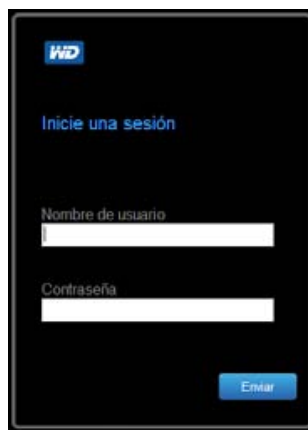 WD
Inicie una sesión
Nombre de usuario
Contraseña
Enviar